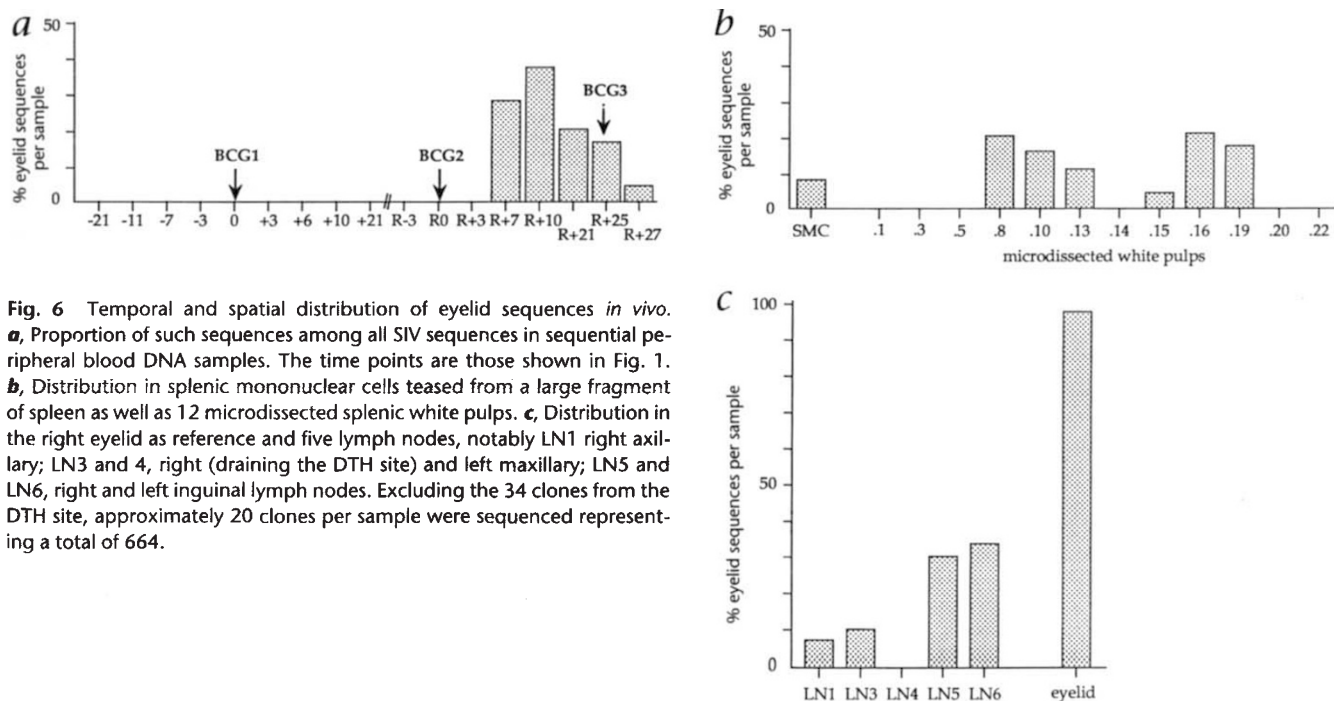 a
50
0
% eyelid sequences
per sample
BCG1
BCG2
BCG3
-21 -11 -7 -3 0 +3 +6 +10 +21 R-3 R0 R+3 R+7 R+10 R+25
R+21 R+27
b
50
0
% eyelid sequences
per sample
SMC .1 .3 .5 .8 .10 .13 .14 .15 .16 .19 .20 .22
microdissected white pulps
Fig. 6 Temporal and spatial distribution of eyelid sequences in vivo.
a, Proportion of such sequences among all SIV sequences in sequential pe-
ripheral blood DNA samples. The time points are those shown in Fig. 1.
b, Distribution in splenic mononuclear cells teased from a large fragment
of spleen as well as 12 microdissected splenic white pulps. c, Distribution in
the right eyelid as reference and five lymph nodes, notably LN1 right axil-
lary; LN3 and 4, right (draining the DTH site) and left maxillary; LN5 and
LN6, right and left inguinal lymph nodes. Excluding the 34 clones from the
DTH site, approximately 20 clones per sample were sequenced represent-
ing a total of 664.
c
100
50
0
% eyelid sequences per sample
LN1 LN3 LN4 LN5 LN6 eyelid